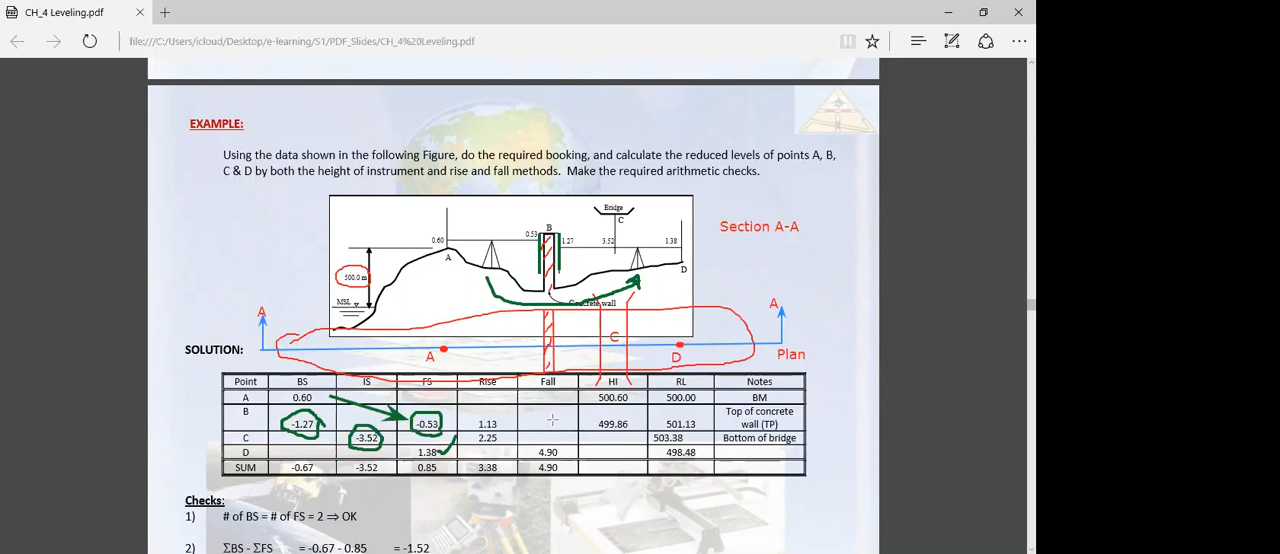 CH_4 Leveling.pdf
file:///C:/Users/icloud/Desktop/e-learning/S1/PDF_Slides/CH_4%20Leveling.pdf
EXAMPLE:
Using the data shown in the following Figure, do the required booking, and calculate the reduced levels of points A, B,
C & D by both the height of instrument and rise and fall methods. Make the required arithmetic checks.
Bridge
C
B
0.60 0.53 1.27 3.52 1.38
Section A-A
A
D
500.0 m
MSL
Concrete wall
A A
C
SOLUTION: A D Plan
Point BS IS FS Rise Fall HI RL Notes
A 0.60 500.60 500.00 BM
B -1.27 -0.53 1.13 499.86 501.13 Top of concrete
wall (TP)
C -3.52 2.25 503.38 Bottom of bridge
D 1.38 4.90 498.48
SUM -0.67 -3.52 0.85 3.38 4.90
Checks:
1) # of BS = # of FS = 2 ⇒ OK
2) ΣBS - ΣFS = -0.67 - 0.85 = -1.52